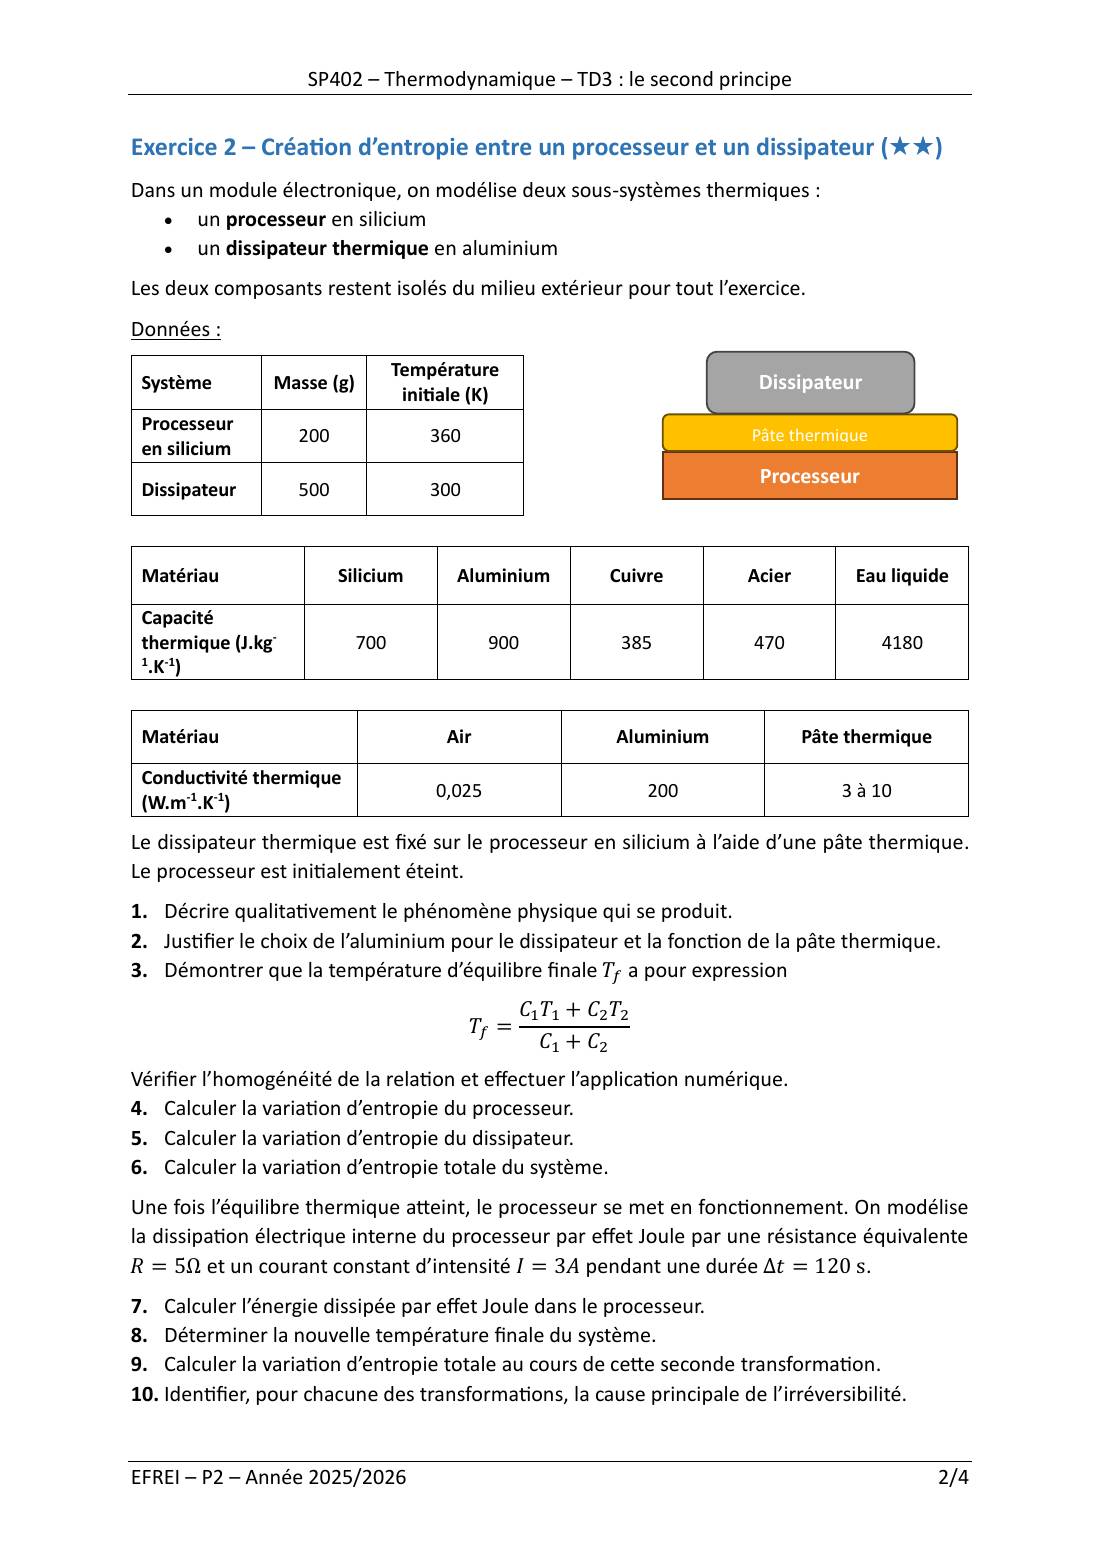 SP402 – Thermodynamique – TD3 : le second principe
Exercice 2 – Création d’entropie entre un processeur et un dissipateur (★★)
Dans un module électronique, on modélise deux sous-systèmes thermiques :
• un processeur en silicium
• un dissipateur thermique en aluminium
Les deux composants restent isolés du milieu extérieur pour tout l’exercice.
Données :
Système Masse (g) Température initiale (K)
Processeur en silicium 200 360
Dissipateur 500 300
Dissipateur
Pâte thermique
Processeur
Matériau Silicium Aluminium Cuivre Acier Eau liquide
Capacité thermique (J.kg⁻¹.K⁻¹) 700 900 385 470 4180
Matériau Air Aluminium Pâte thermique
Conductivité thermique (W.m⁻¹.K⁻¹) 0,025 200 3 à 10
Le dissipateur thermique est fixé sur le processeur en silicium à l’aide d’une pâte thermique.
Le processeur est initialement éteint.
1. Décrire qualitativement le phénomène physique qui se produit.
2. Justifier le choix de l’aluminium pour le dissipateur et la fonction de la pâte thermique.
3. Démontrer que la température d’équilibre finale T_f a pour expression
T_f = (C₁T₁ + C₂T₂) / (C₁ + C₂)
Vérifier l’homogénéité de la relation et effectuer l’application numérique.
4. Calculer la variation d’entropie du processeur.
5. Calculer la variation d’entropie du dissipateur.
6. Calculer la variation d’entropie totale du système.
Une fois l’équilibre thermique atteint, le processeur se met en fonctionnement. On modélise
la dissipation électrique interne du processeur par effet Joule par une résistance équivalente
R = 5Ω et un courant constant d’intensité I = 3A pendant une durée Δt = 120 s.
7. Calculer l’énergie dissipée par effet Joule dans le processeur.
8. Déterminer la nouvelle température finale du système.
9. Calculer la variation d’entropie totale au cours de cette seconde transformation.
10. Identifier, pour chacune des transformations, la cause principale de l’irréversibilité.
EFREI – P2 – Année 2025/2026 2/4